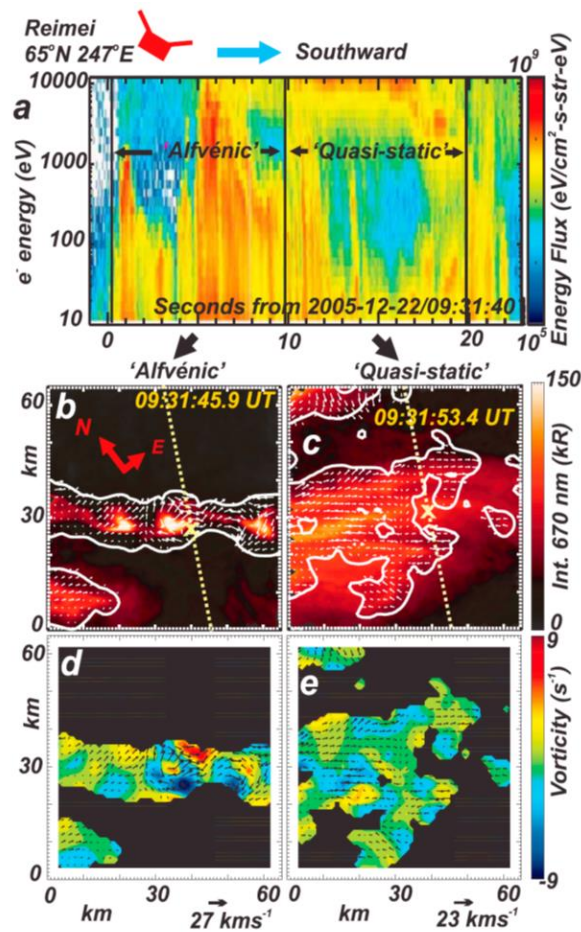 Reimei
65°N 247°E
Southward
10⁹
10000
1000
100
10
e⁻ energy (eV)
a
'Alfvénic'
'Quasi-static'
Seconds from 2005-12-22/09:31:40
0 10 20
10⁵
Energy Flux (eV/cm²-s-str-eV)
'Alfvénic' 'Quasi-static'
60
30
0
km
b
09:31:45.9 UT
N E
c
09:31:53.4 UT
150
0
Int. 670 nm (kR)
60
30
0
km
d
e
9
-9
Vorticity (s⁻¹)
0 30 60 0 30 60
km → km →
27 kms⁻¹ 23 kms⁻¹